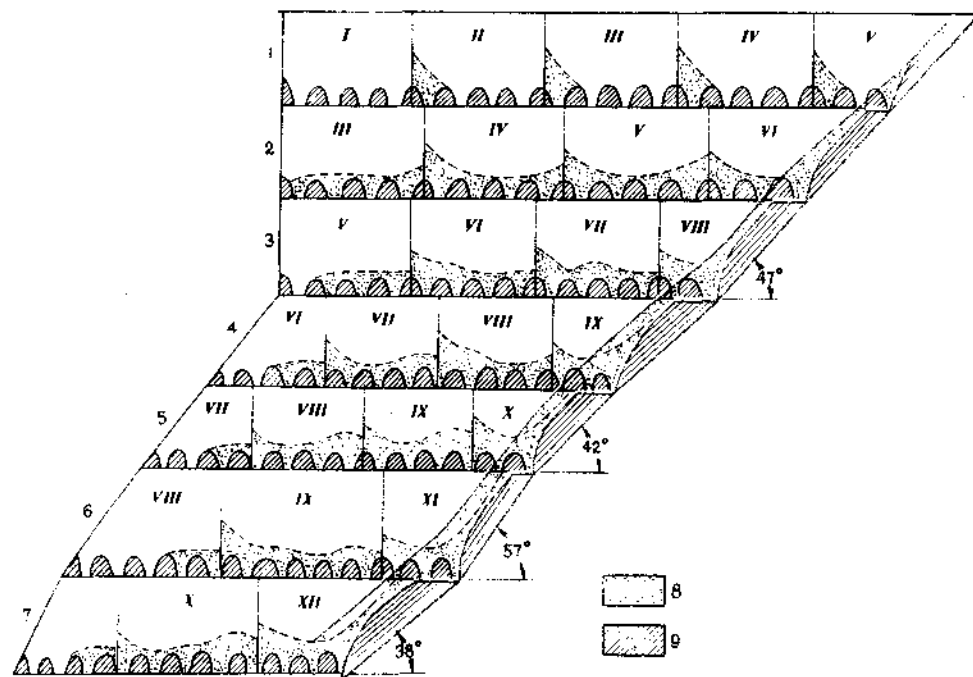 1 I II III IV V
2 III IV V VI
3 V VI VII VIII
47°
4 VI VII VIII IX
5 VII VIII IX X
42°
6 VIII IX XI
57°
8
7 X XII
38°
9